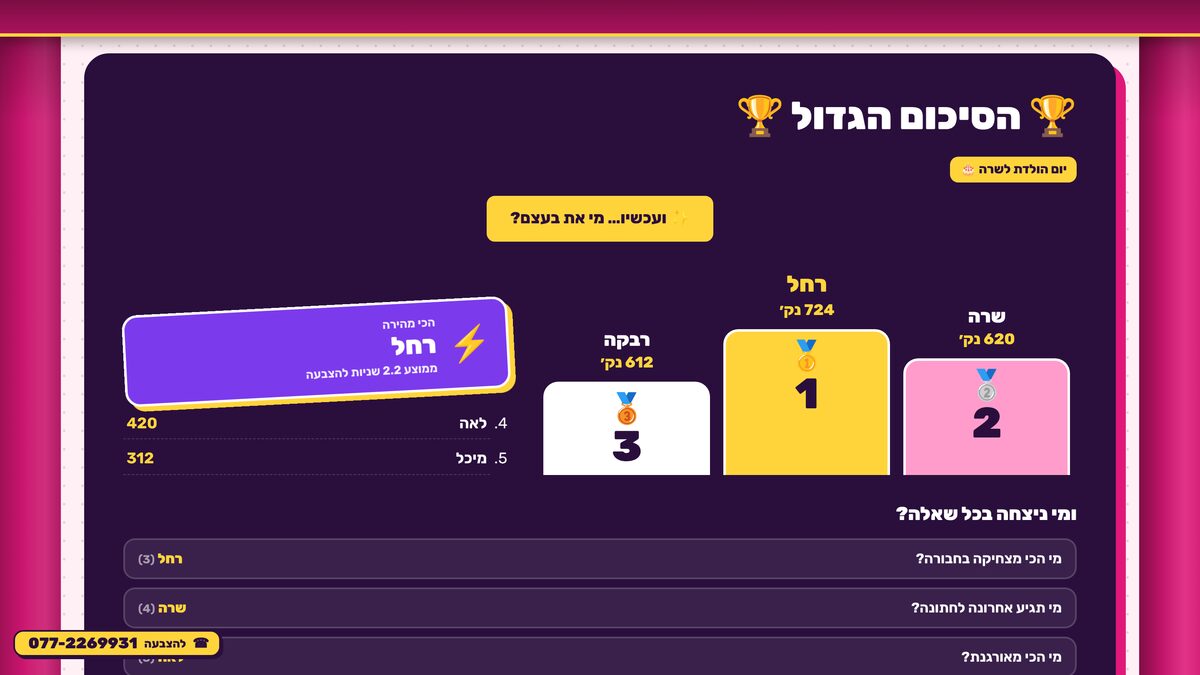 🏆 הסיכום הגדול 🏆
יום הולדת לשרה 🎂
✨ ועכשיו... מי את בעצם?
שרה
620 נק׳
2
רחל
724 נק׳
1
רבקה
612 נק׳
3
הכי מהירה
רחל
ממוצע 2.2 שניות להצבעה
4. לאה 420
5. מיכל 312
ומי ניצחה בכל שאלה?
מי הכי מצחיקה בחבורה? רחל (3)
מי תגיע אחרונה לחתונה? שרה (4)
מי הכי מאורגנת?
☎ להצבעה 077-2269931